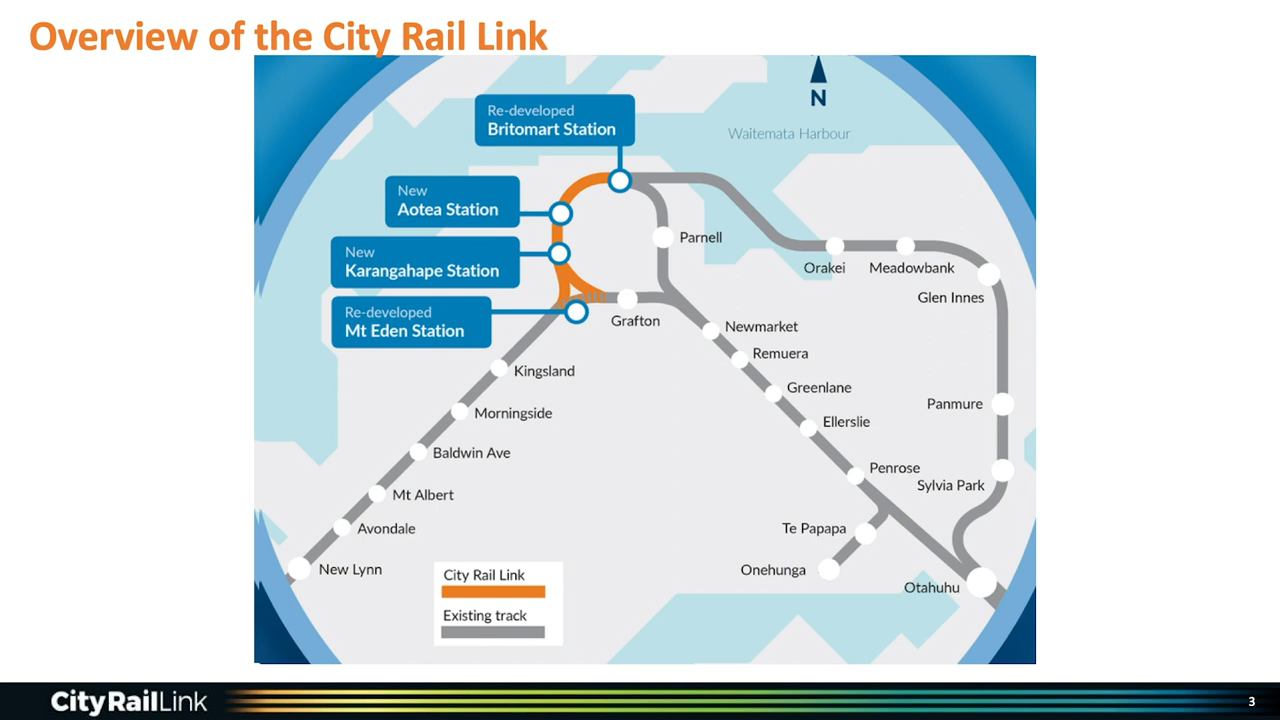 Overview of the City Rail Link
N
Waitemata Harbour
Re-developed
Britomart Station
New
Aotea Station
New
Karangahape Station
Re-developed
Mt Eden Station
Parnell
Orakei
Meadowbank
Glen Innes
Grafton
Newmarket
Remuera
Greenlane
Ellerslie
Panmure
Penrose
Sylvia Park
Kingsland
Morningside
Baldwin Ave
Mt Albert
Avondale
New Lynn
Te Papapa
Onehunga
Otahuhu
City Rail Link
Existing track
CityRailLink
3